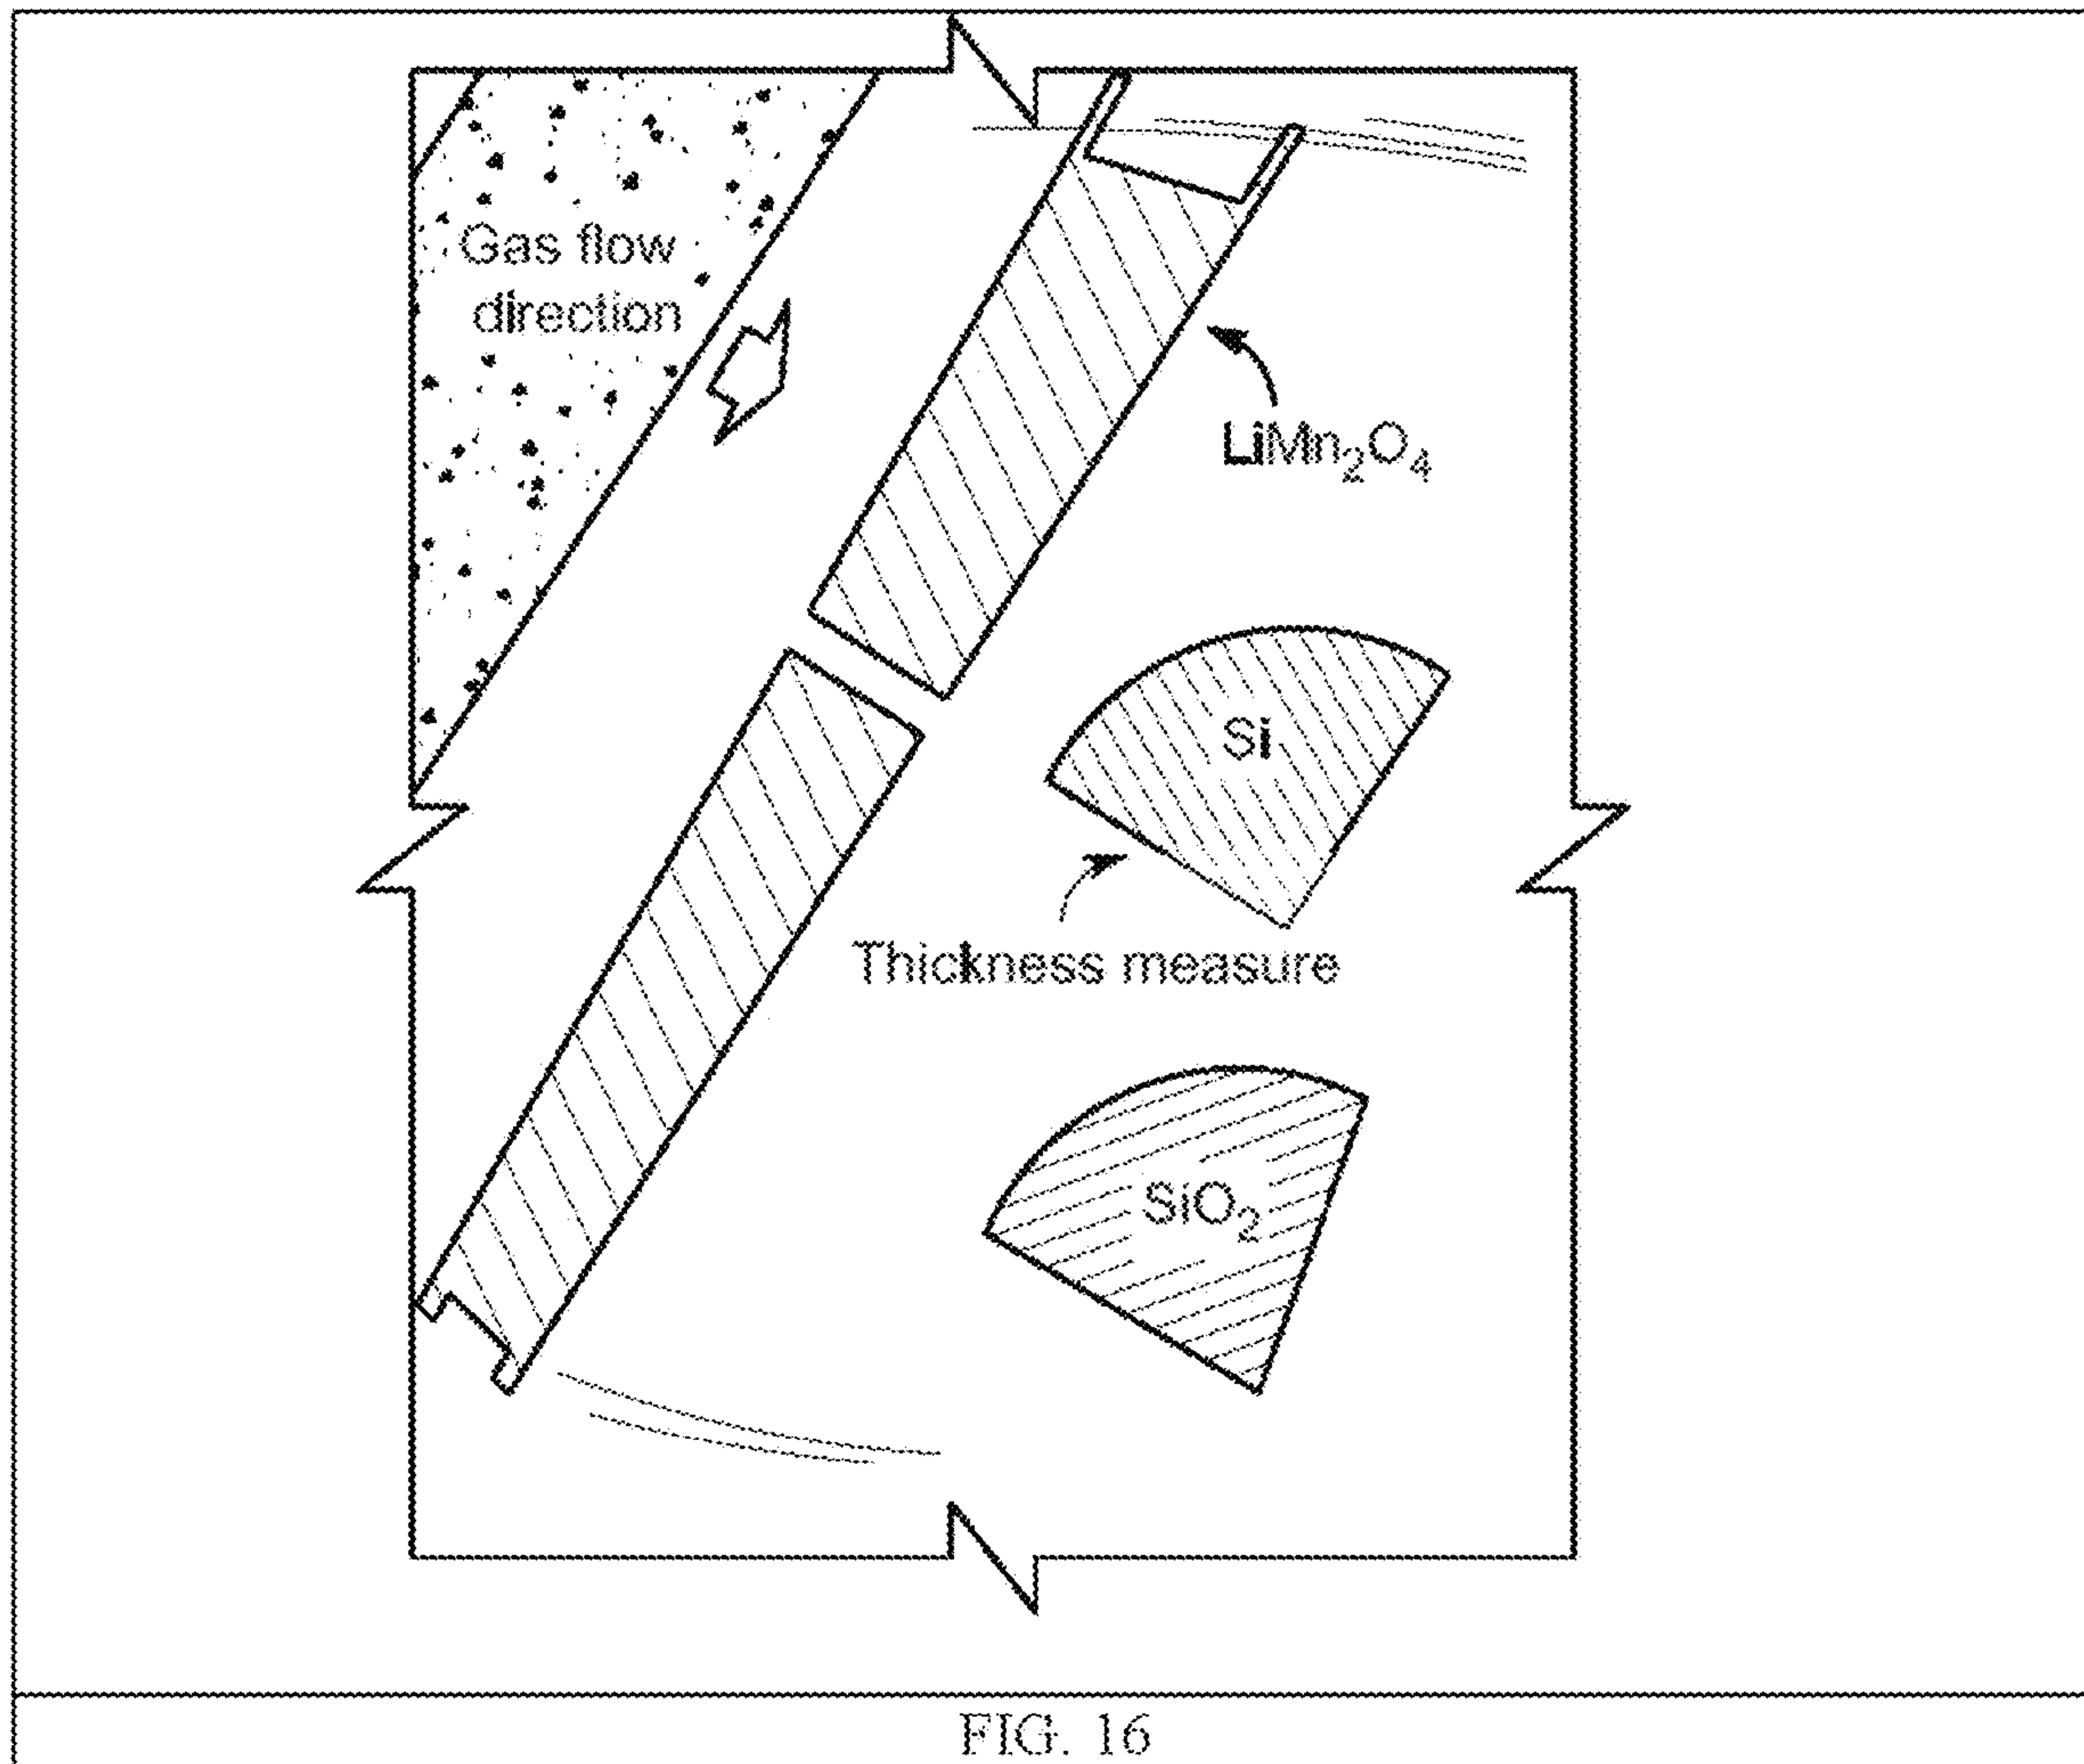 Gas flow
direction
LiMn₂O₄
Si
Thickness measure
SiO₂
FIG. 16